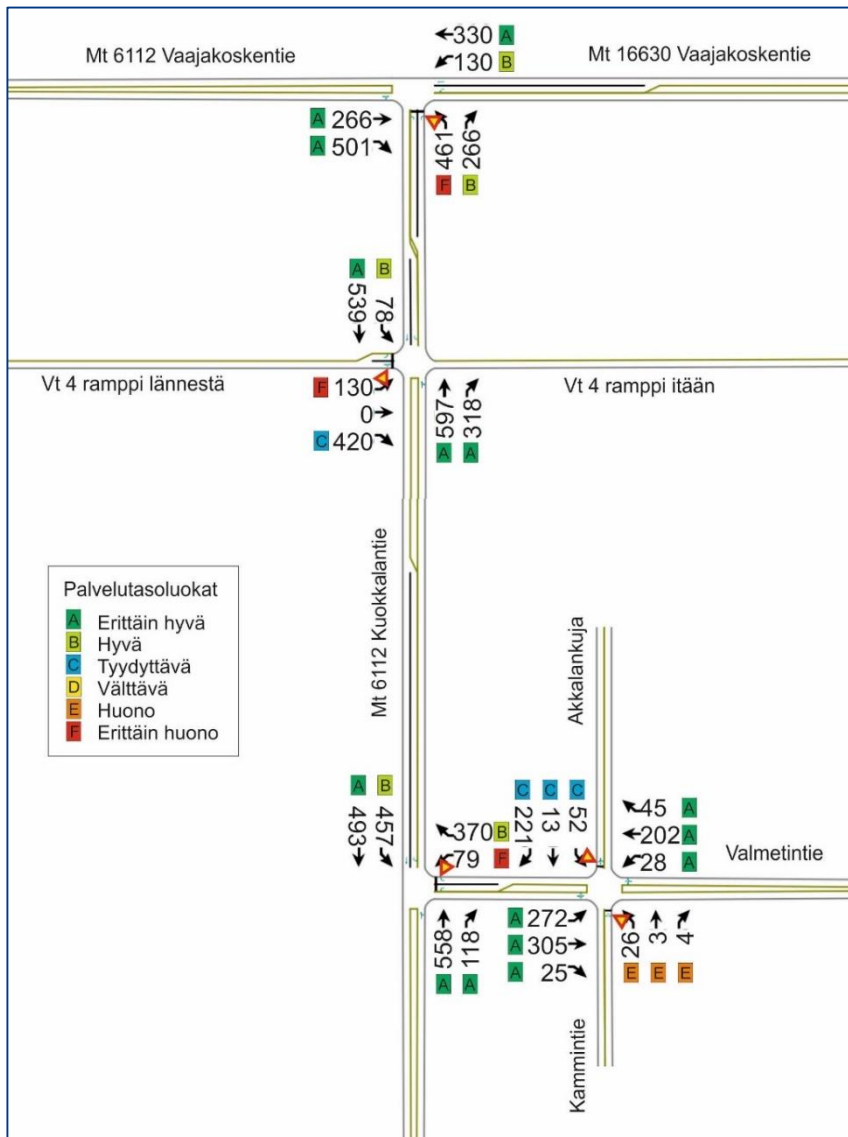 330 A
130 B
Mt 6112 Vaajakoskentie
Mt 16630 Vaajakoskentie
A 266
A 501
461 266
F B
A B
539 78
Vt 4 ramppi lännestä
Vt 4 ramppi itään
F 130
0
C 420
597 318
A A
Mt 6112 Kuokkalantie
Akkalankuja
Palvelutasoluokat
A Erittäin hyvä
B Hyvä
C Tyydyttävä
D Välttävä
E Huono
F Erittäin huono
A B
493 457
C C C
221 13 52
370 B
79 F
45 A
202 A
28 A
Valmetintie
558 118
A A
A 272
A 305
A 25
26 3 4
E E E
Kammintie